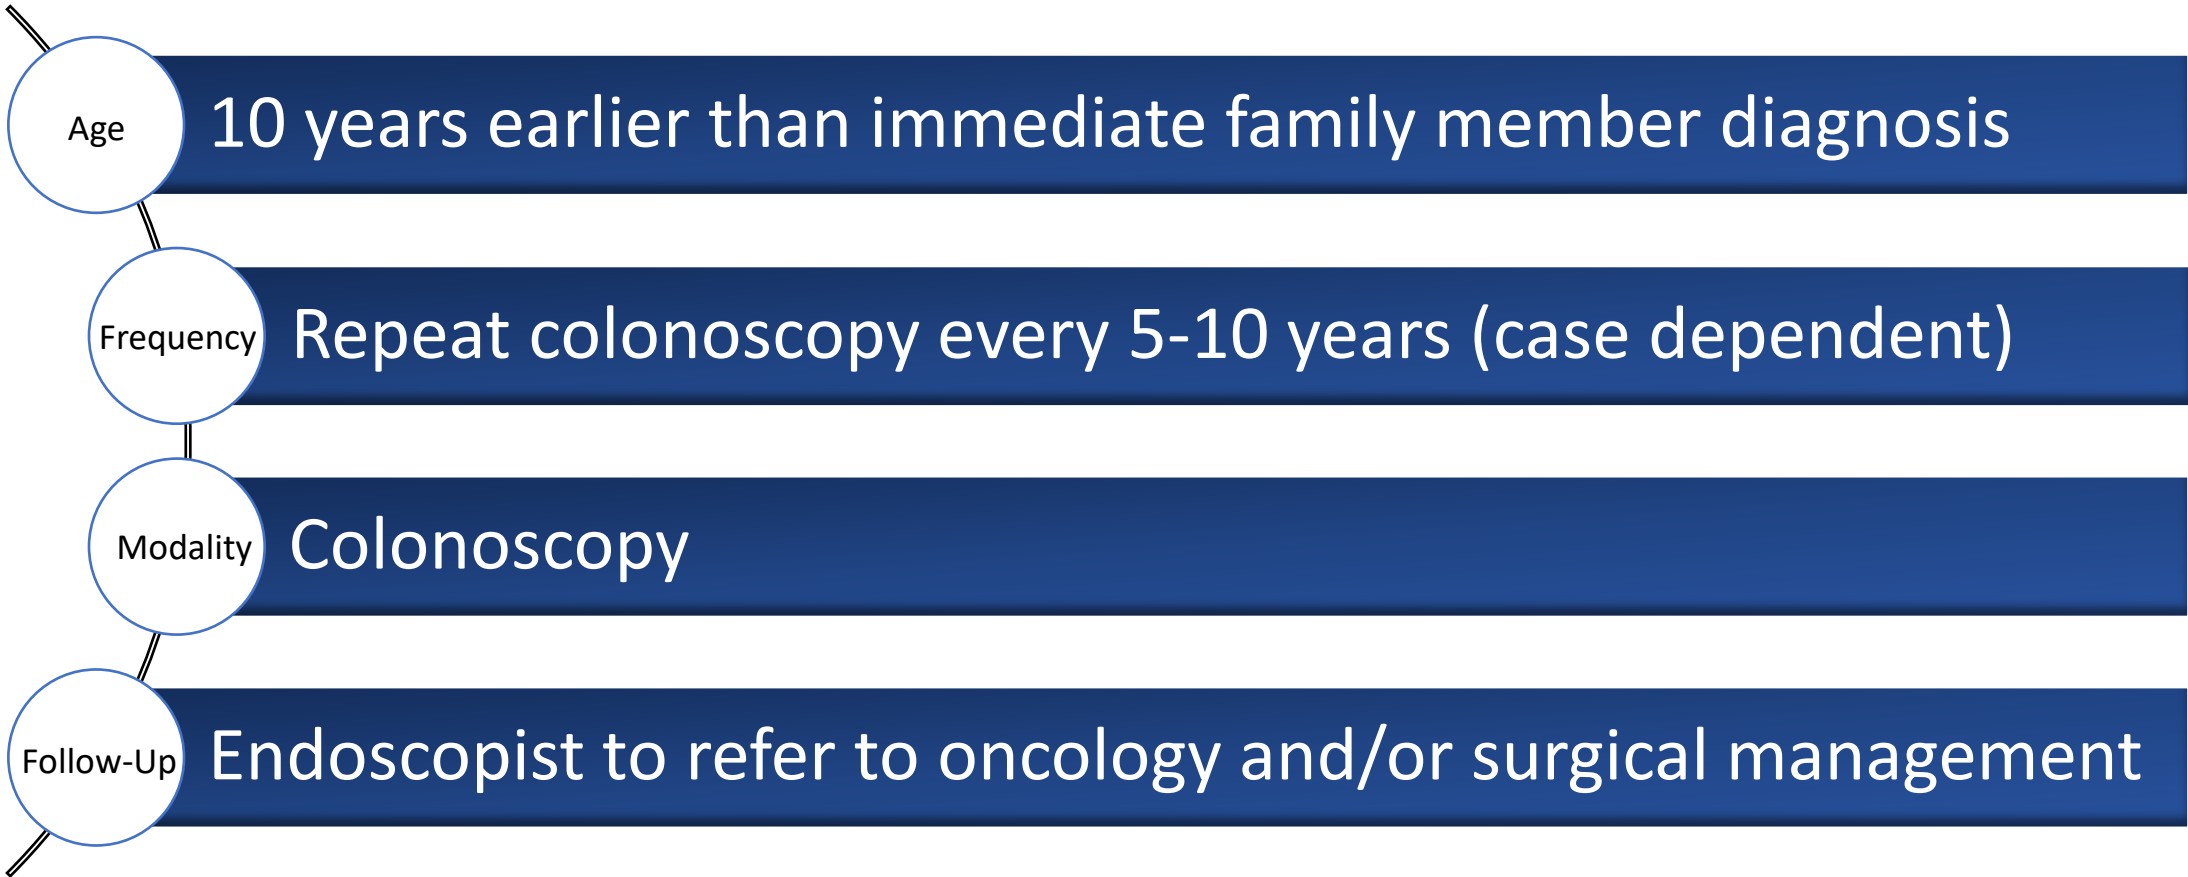 Age
10 years earlier than immediate family member diagnosis
Frequency
Repeat colonoscopy every 5-10 years (case dependent)
Modality
Colonoscopy
Follow-Up
Endoscopist to refer to oncology and/or surgical management